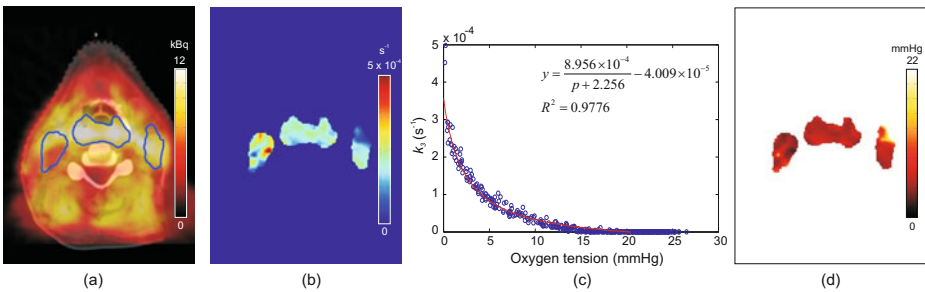 kBq
12
0
(a)
s⁻¹
5 x 10⁻⁴
0
(b)
× 10⁻⁴
5
4
3
2
1
0
k₃ (s⁻¹)
y = 8.956×10⁻⁴ / (p + 2.256) − 4.009×10⁻⁵
R² = 0.9776
0 5 10 15 20 25 30
Oxygen tension (mmHg)
(c)
mmHg
22
0
(d)